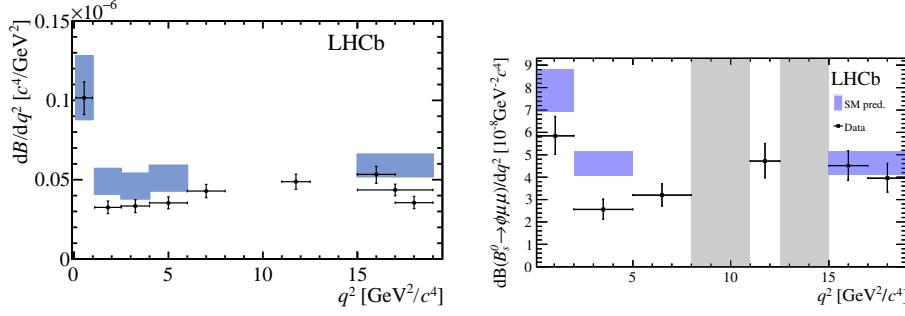 ×10⁻⁶
0.15
0.1
0.05
0
dB/dq² [c⁴/GeV²]
LHCb
0 5 10 15
q² [GeV²/c⁴]
9
8
7
6
5
4
3
2
1
0
dB(B⁰ₛ→ϕμμ)/dq² [10⁻⁸GeV⁻²c⁴]
LHCb
SM pred.
Data
5 10 15
q² [GeV²/c⁴]